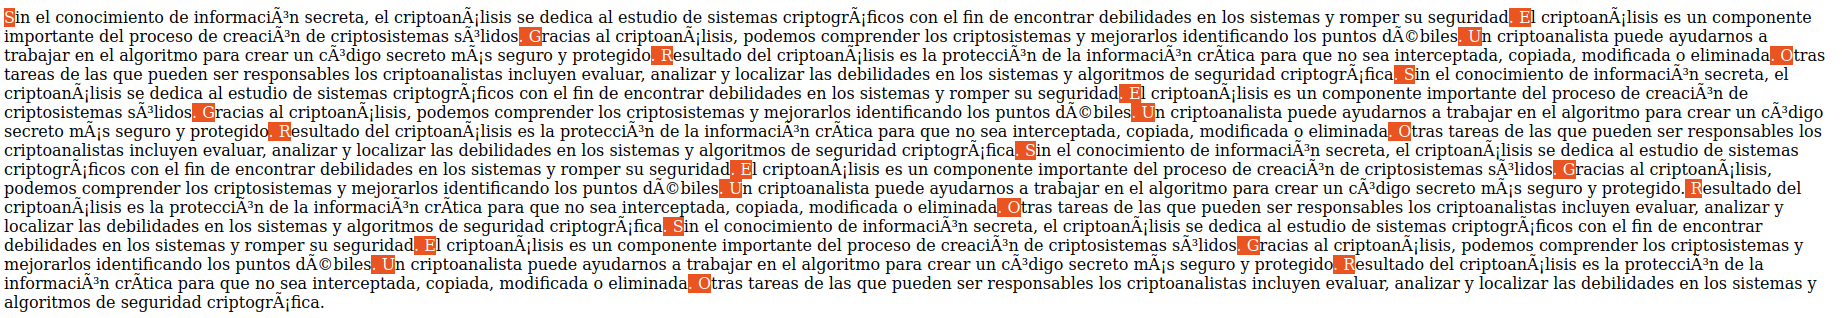 Sin el conocimiento de informaciÃ³n secreta, el criptoanÃ¡lisis se dedica al estudio de sistemas criptogrÃ¡ficos con el fin de encontrar debilidades en los sistemas y romper su seguridad. El criptoanÃ¡lisis es un componente
importante del proceso de creaciÃ³n de criptosistemas sÃ³lidos. Gracias al criptoanÃ¡lisis, podemos comprender los criptosistemas y mejorarlos identificando los puntos dÃ©biles. Un criptoanalista puede ayudarnos a
trabajar en el algoritmo para crear un cÃ³digo secreto mÃ¡s seguro y protegido. Resultado del criptoanÃ¡lisis es la protecciÃ³n de la informaciÃ³n crÃ­tica para que no sea interceptada, copiada, modificada o eliminada. Otras
tareas de las que pueden ser responsables los criptoanalistas incluyen evaluar, analizar y localizar las debilidades en los sistemas y algoritmos de seguridad criptogrÃ¡fica. Sin el conocimiento de informaciÃ³n secreta, el
criptoanÃ¡lisis se dedica al estudio de sistemas criptogrÃ¡ficos con el fin de encontrar debilidades en los sistemas y romper su seguridad. El criptoanÃ¡lisis es un componente importante del proceso de creaciÃ³n de
criptosistemas sÃ³lidos. Gracias al criptoanÃ¡lisis, podemos comprender los criptosistemas y mejorarlos identificando los puntos dÃ©biles. Un criptoanalista puede ayudarnos a trabajar en el algoritmo para crear un cÃ³digo
secreto mÃ¡s seguro y protegido. Resultado del criptoanÃ¡lisis es la protecciÃ³n de la informaciÃ³n crÃ­tica para que no sea interceptada, copiada, modificada o eliminada. Otras tareas de las que pueden ser responsables los
criptoanalistas incluyen evaluar, analizar y localizar las debilidades en los sistemas y algoritmos de seguridad criptogrÃ¡fica. Sin el conocimiento de informaciÃ³n secreta, el criptoanÃ¡lisis se dedica al estudio de sistemas
criptogrÃ¡ficos con el fin de encontrar debilidades en los sistemas y romper su seguridad. El criptoanÃ¡lisis es un componente importante del proceso de creaciÃ³n de criptosistemas sÃ³lidos. Gracias al criptoanÃ¡lisis,
podemos comprender los criptosistemas y mejorarlos identificando los puntos dÃ©biles. Un criptoanalista puede ayudarnos a trabajar en el algoritmo para crear un cÃ³digo secreto mÃ¡s seguro y protegido. Resultado del
criptoanÃ¡lisis es la protecciÃ³n de la informaciÃ³n crÃ­tica para que no sea interceptada, copiada, modificada o eliminada. Otras tareas de las que pueden ser responsables los criptoanalistas incluyen evaluar, analizar y
localizar las debilidades en los sistemas y algoritmos de seguridad criptogrÃ¡fica. Sin el conocimiento de informaciÃ³n secreta, el criptoanÃ¡lisis se dedica al estudio de sistemas criptogrÃ¡ficos con el fin de encontrar
debilidades en los sistemas y romper su seguridad. El criptoanÃ¡lisis es un componente importante del proceso de creaciÃ³n de criptosistemas sÃ³lidos. Gracias al criptoanÃ¡lisis, podemos comprender los criptosistemas y
mejorarlos identificando los puntos dÃ©biles. Un criptoanalista puede ayudarnos a trabajar en el algoritmo para crear un cÃ³digo secreto mÃ¡s seguro y protegido. Resultado del criptoanÃ¡lisis es la protecciÃ³n de la
informaciÃ³n crÃ­tica para que no sea interceptada, copiada, modificada o eliminada. Otras tareas de las que pueden ser responsables los criptoanalistas incluyen evaluar, analizar y localizar las debilidades en los sistemas y
algoritmos de seguridad criptogrÃ¡fica.